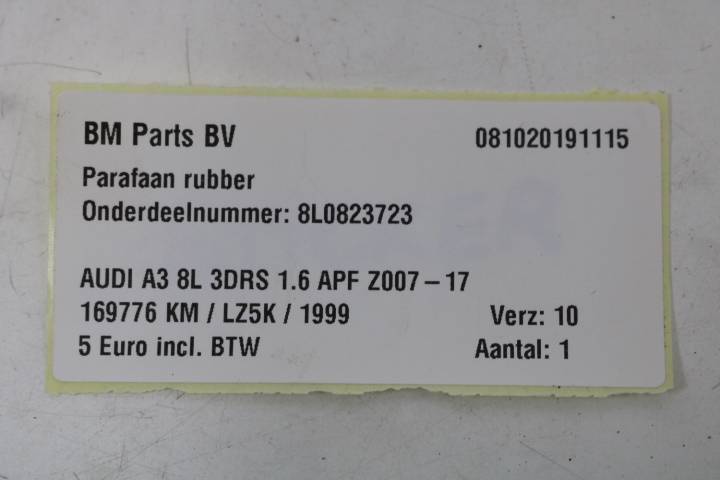 BM Parts BV 081020191115
Parafaan rubber
Onderdeelnummer: 8L0823723
AUDI A3 8L 3DRS 1.6 APF Z007-17
169776 KM / LZ5K / 1999 Verz: 10
5 Euro incl. BTW Aantal: 1